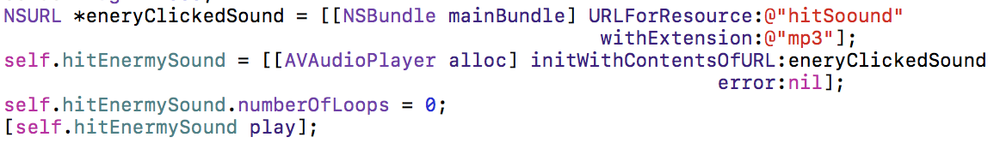 NSURL *eneryClickedSound = [[NSBundle mainBundle] URLForResource:@"hitSoound"
withExtension:@"mp3"];
self.hitEnermySound = [[AVAudioPlayer alloc] initWithContentsOfURL:eneryClickedSound
error:nil];
self.hitEnermySound.numberOfLoops = 0;
[self.hitEnermySound play];